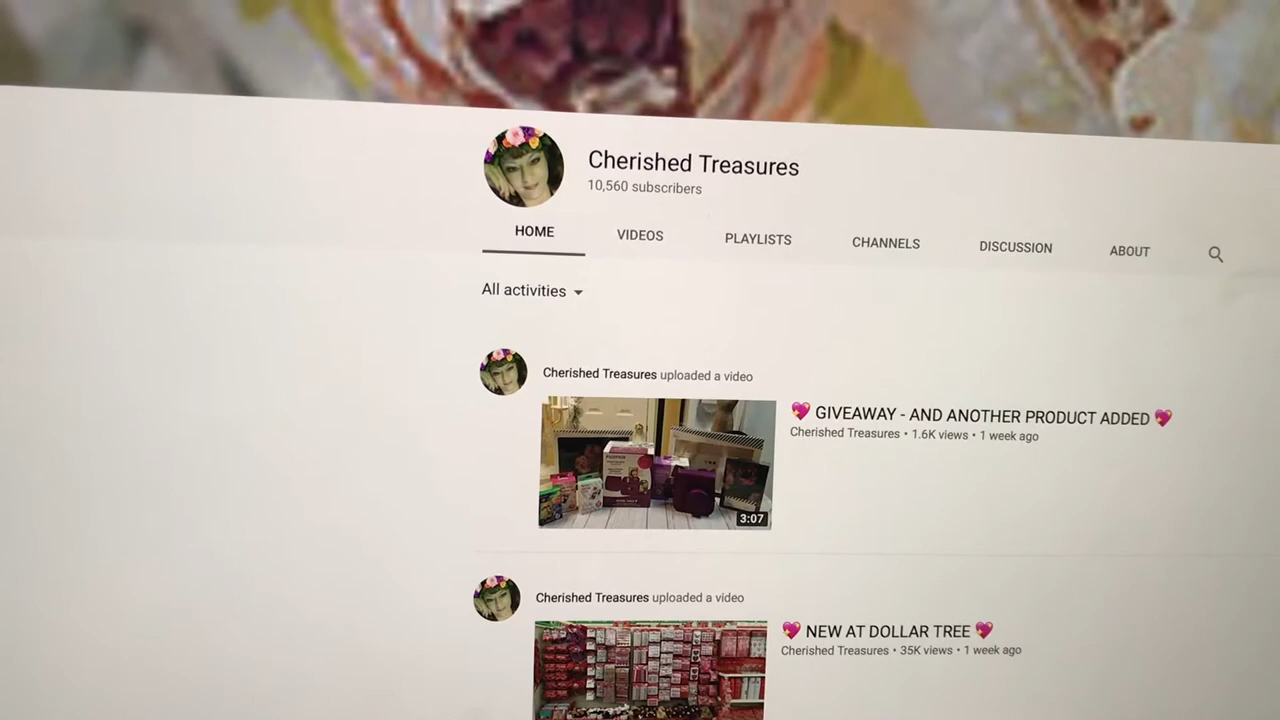 Cherished Treasures
10,560 subscribers
HOME VIDEOS PLAYLISTS CHANNELS DISCUSSION ABOUT
All activities
Cherished Treasures uploaded a video
💖 GIVEAWAY - AND ANOTHER PRODUCT ADDED 💖
Cherished Treasures • 1.6K views • 1 week ago
3:07
Cherished Treasures uploaded a video
💖 NEW AT DOLLAR TREE 💖
Cherished Treasures • 35K views • 1 week ago